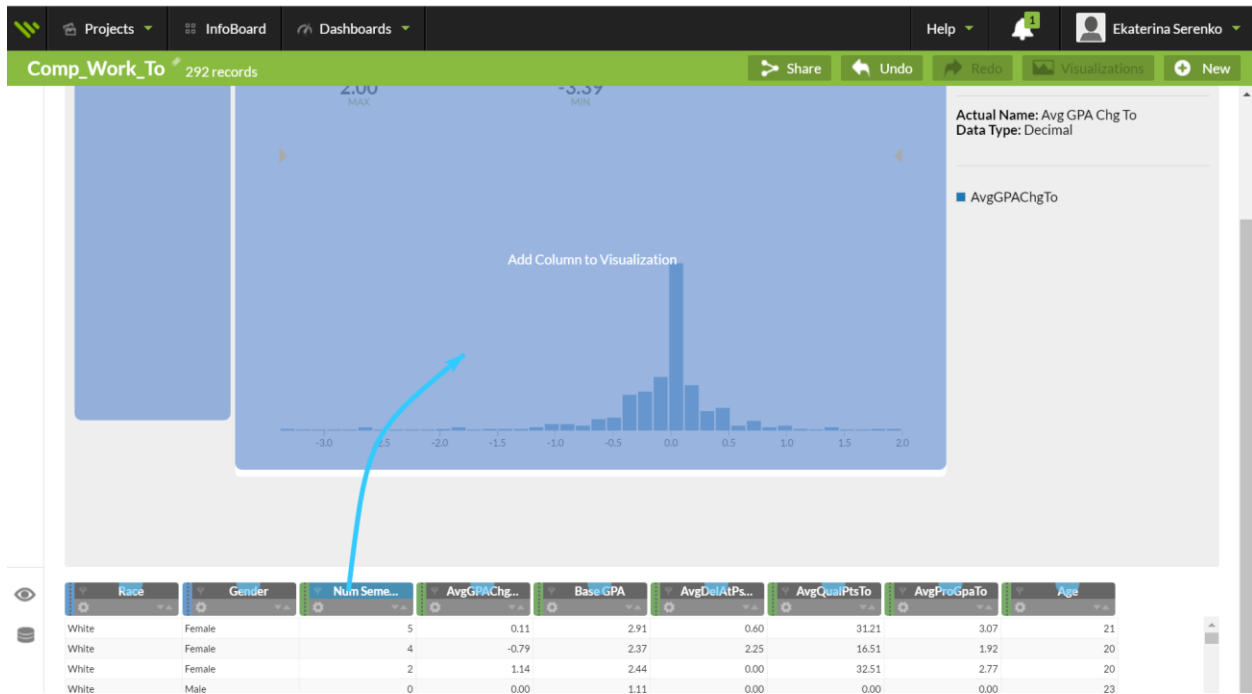 Projects InfoBoard Dashboards Help 1 Ekaterina Serenko
Comp_Work_To 292 records Share Undo Redo Visualizations New
2.00 -3.39
MAX MIN
Actual Name: Avg GPA Chg To
Data Type: Decimal
AvgGPAChgTo
Add Column to Visualization
-3.0 -2.5 -2.0 -1.5 -1.0 -0.5 0.0 0.5 1.0 1.5 2.0
Race Gender Num Seme... AvgGPAChg... Base GPA AvgDelAtPs... AvgQualPtsTo AvgProGpaTo Age
White Female 5 0.11 2.91 0.60 31.21 3.07 21
White Female 4 -0.79 2.37 2.25 16.51 1.92 20
White Female 2 1.14 2.44 0.00 32.51 2.77 20
White Male 0 0.00 1.11 0.00 0.00 0.00 23